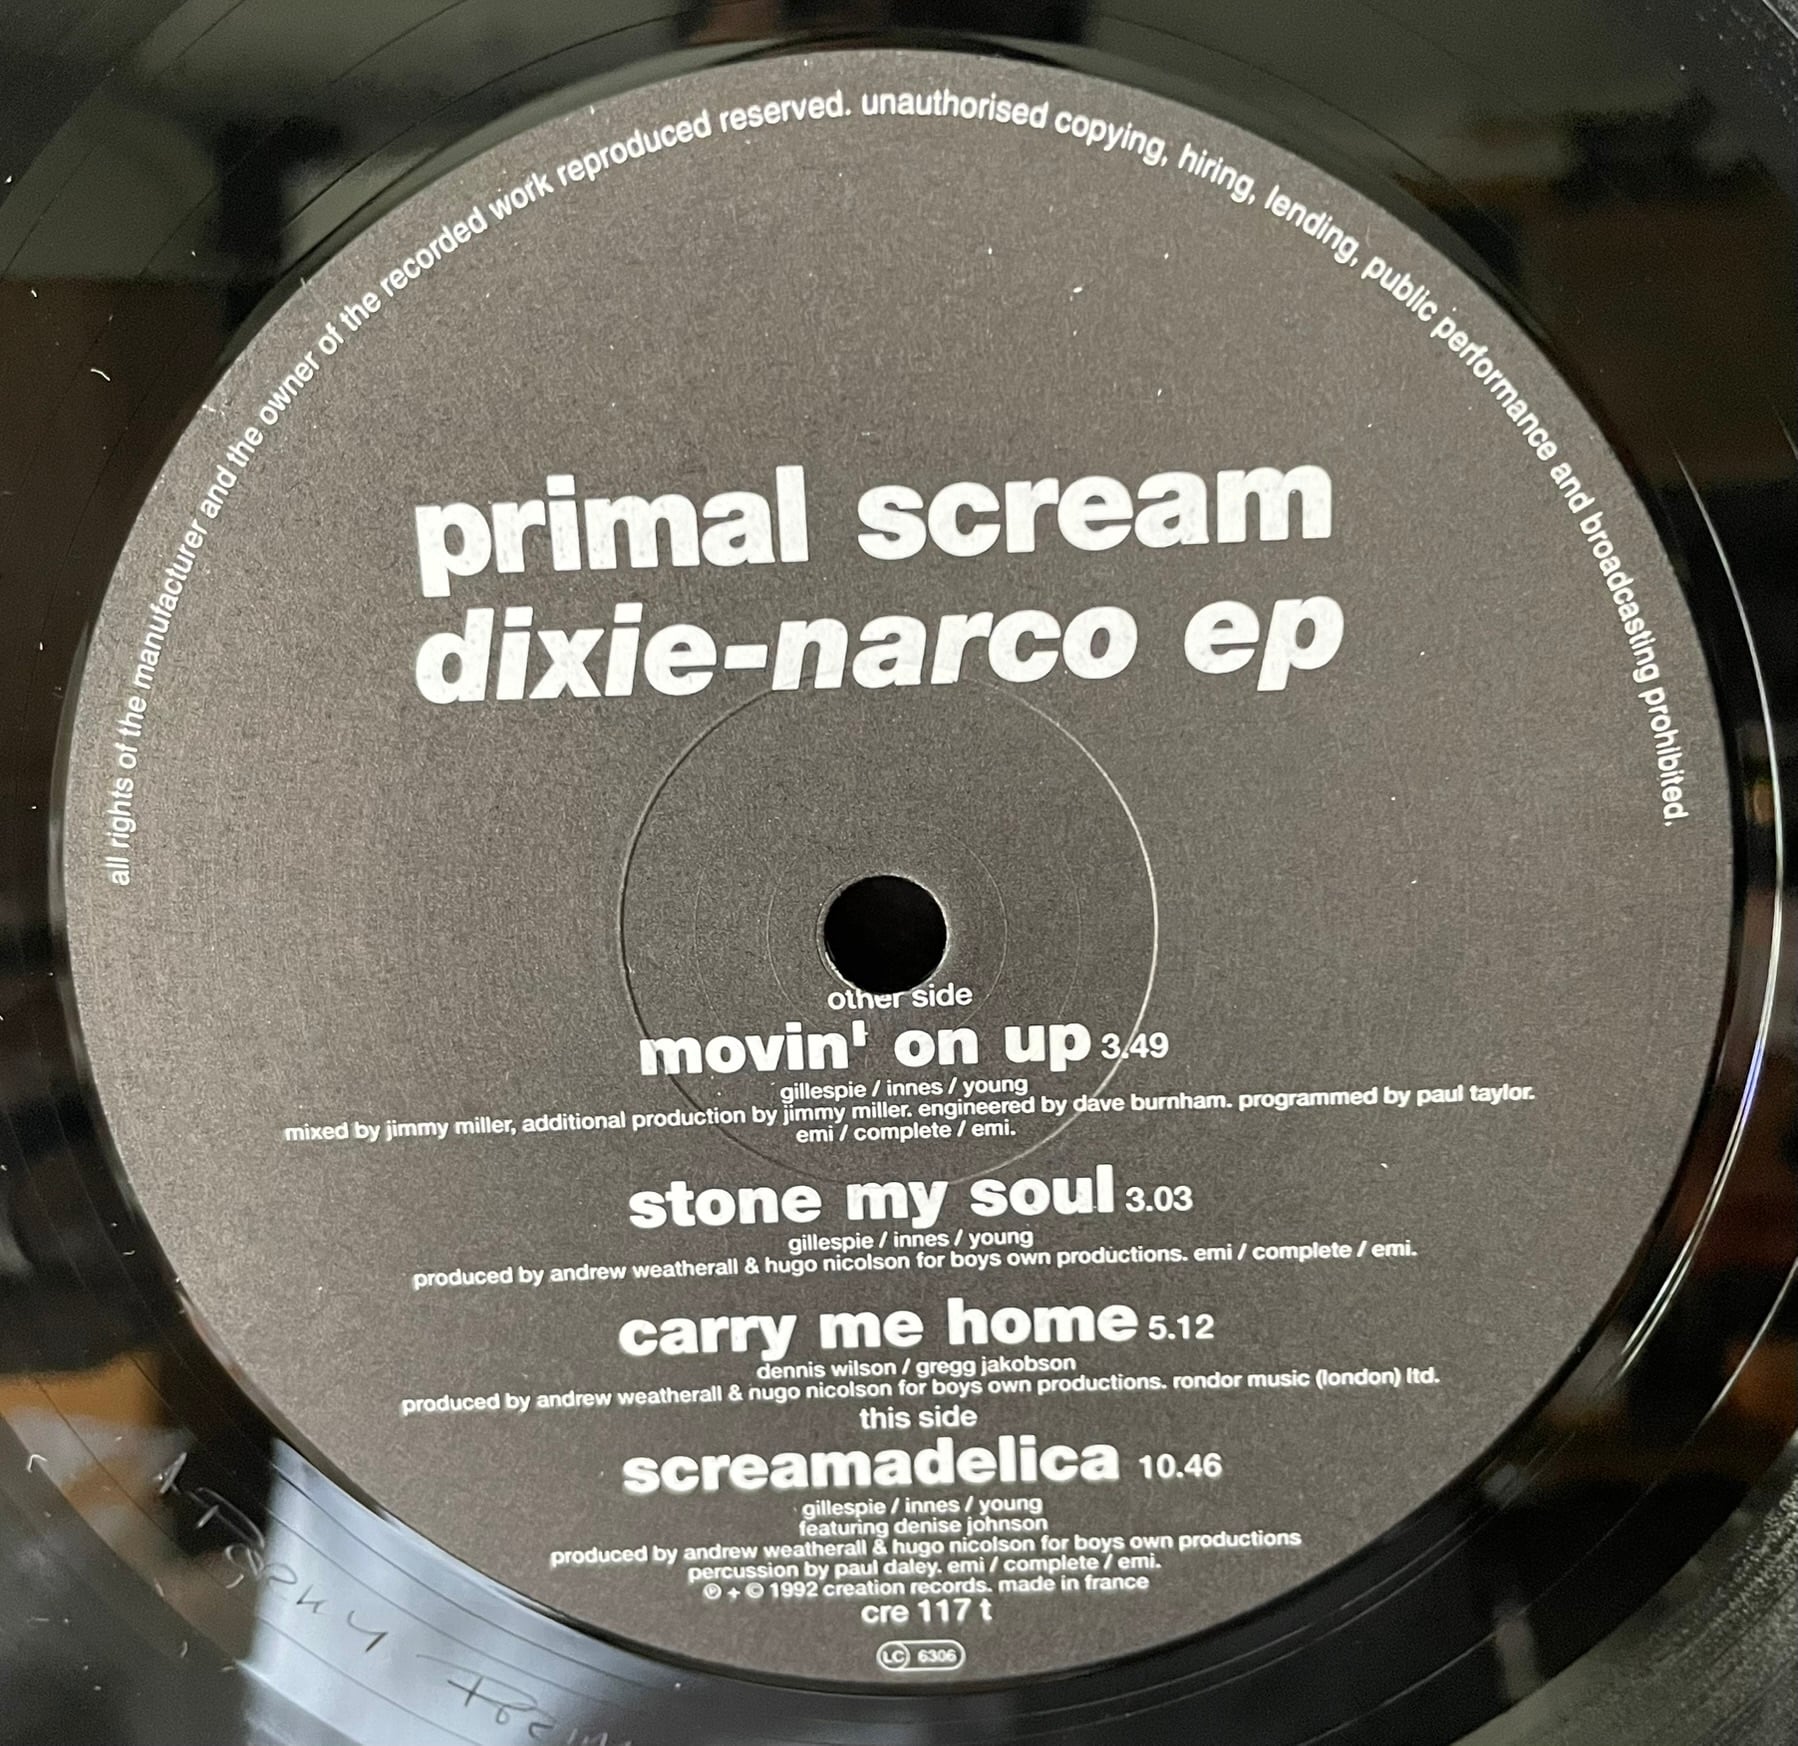 all rights of the manufacturer and the owner of the recorded work reproduced reserved. unauthorised copying, hiring, lending, public performance and broadcasting prohibited.
primal scream
dixie-narco ep
other side
movin' on up 3.49
gillespie / innes / young
mixed by jimmy miller, additional production by jimmy miller. engineered by dave burnham. programmed by paul taylor.
emi / complete / emi.
stone my soul 3.03
gillespie / innes / young
produced by andrew weatherall & hugo nicolson for boys own productions. emi / complete / emi.
carry me home 5.12
dennis wilson / gregg jakobson
produced by andrew weatherall & hugo nicolson for boys own productions. rondor music (london) ltd.
this side
screamadelica 10.46
gillespie / innes / young
featuring denise johnson
produced by andrew weatherall & hugo nicolson for boys own productions
percussion by paul daley. emi / complete / emi.
℗ + © 1992 creation records. made in france
cre 117 t
LC 6306